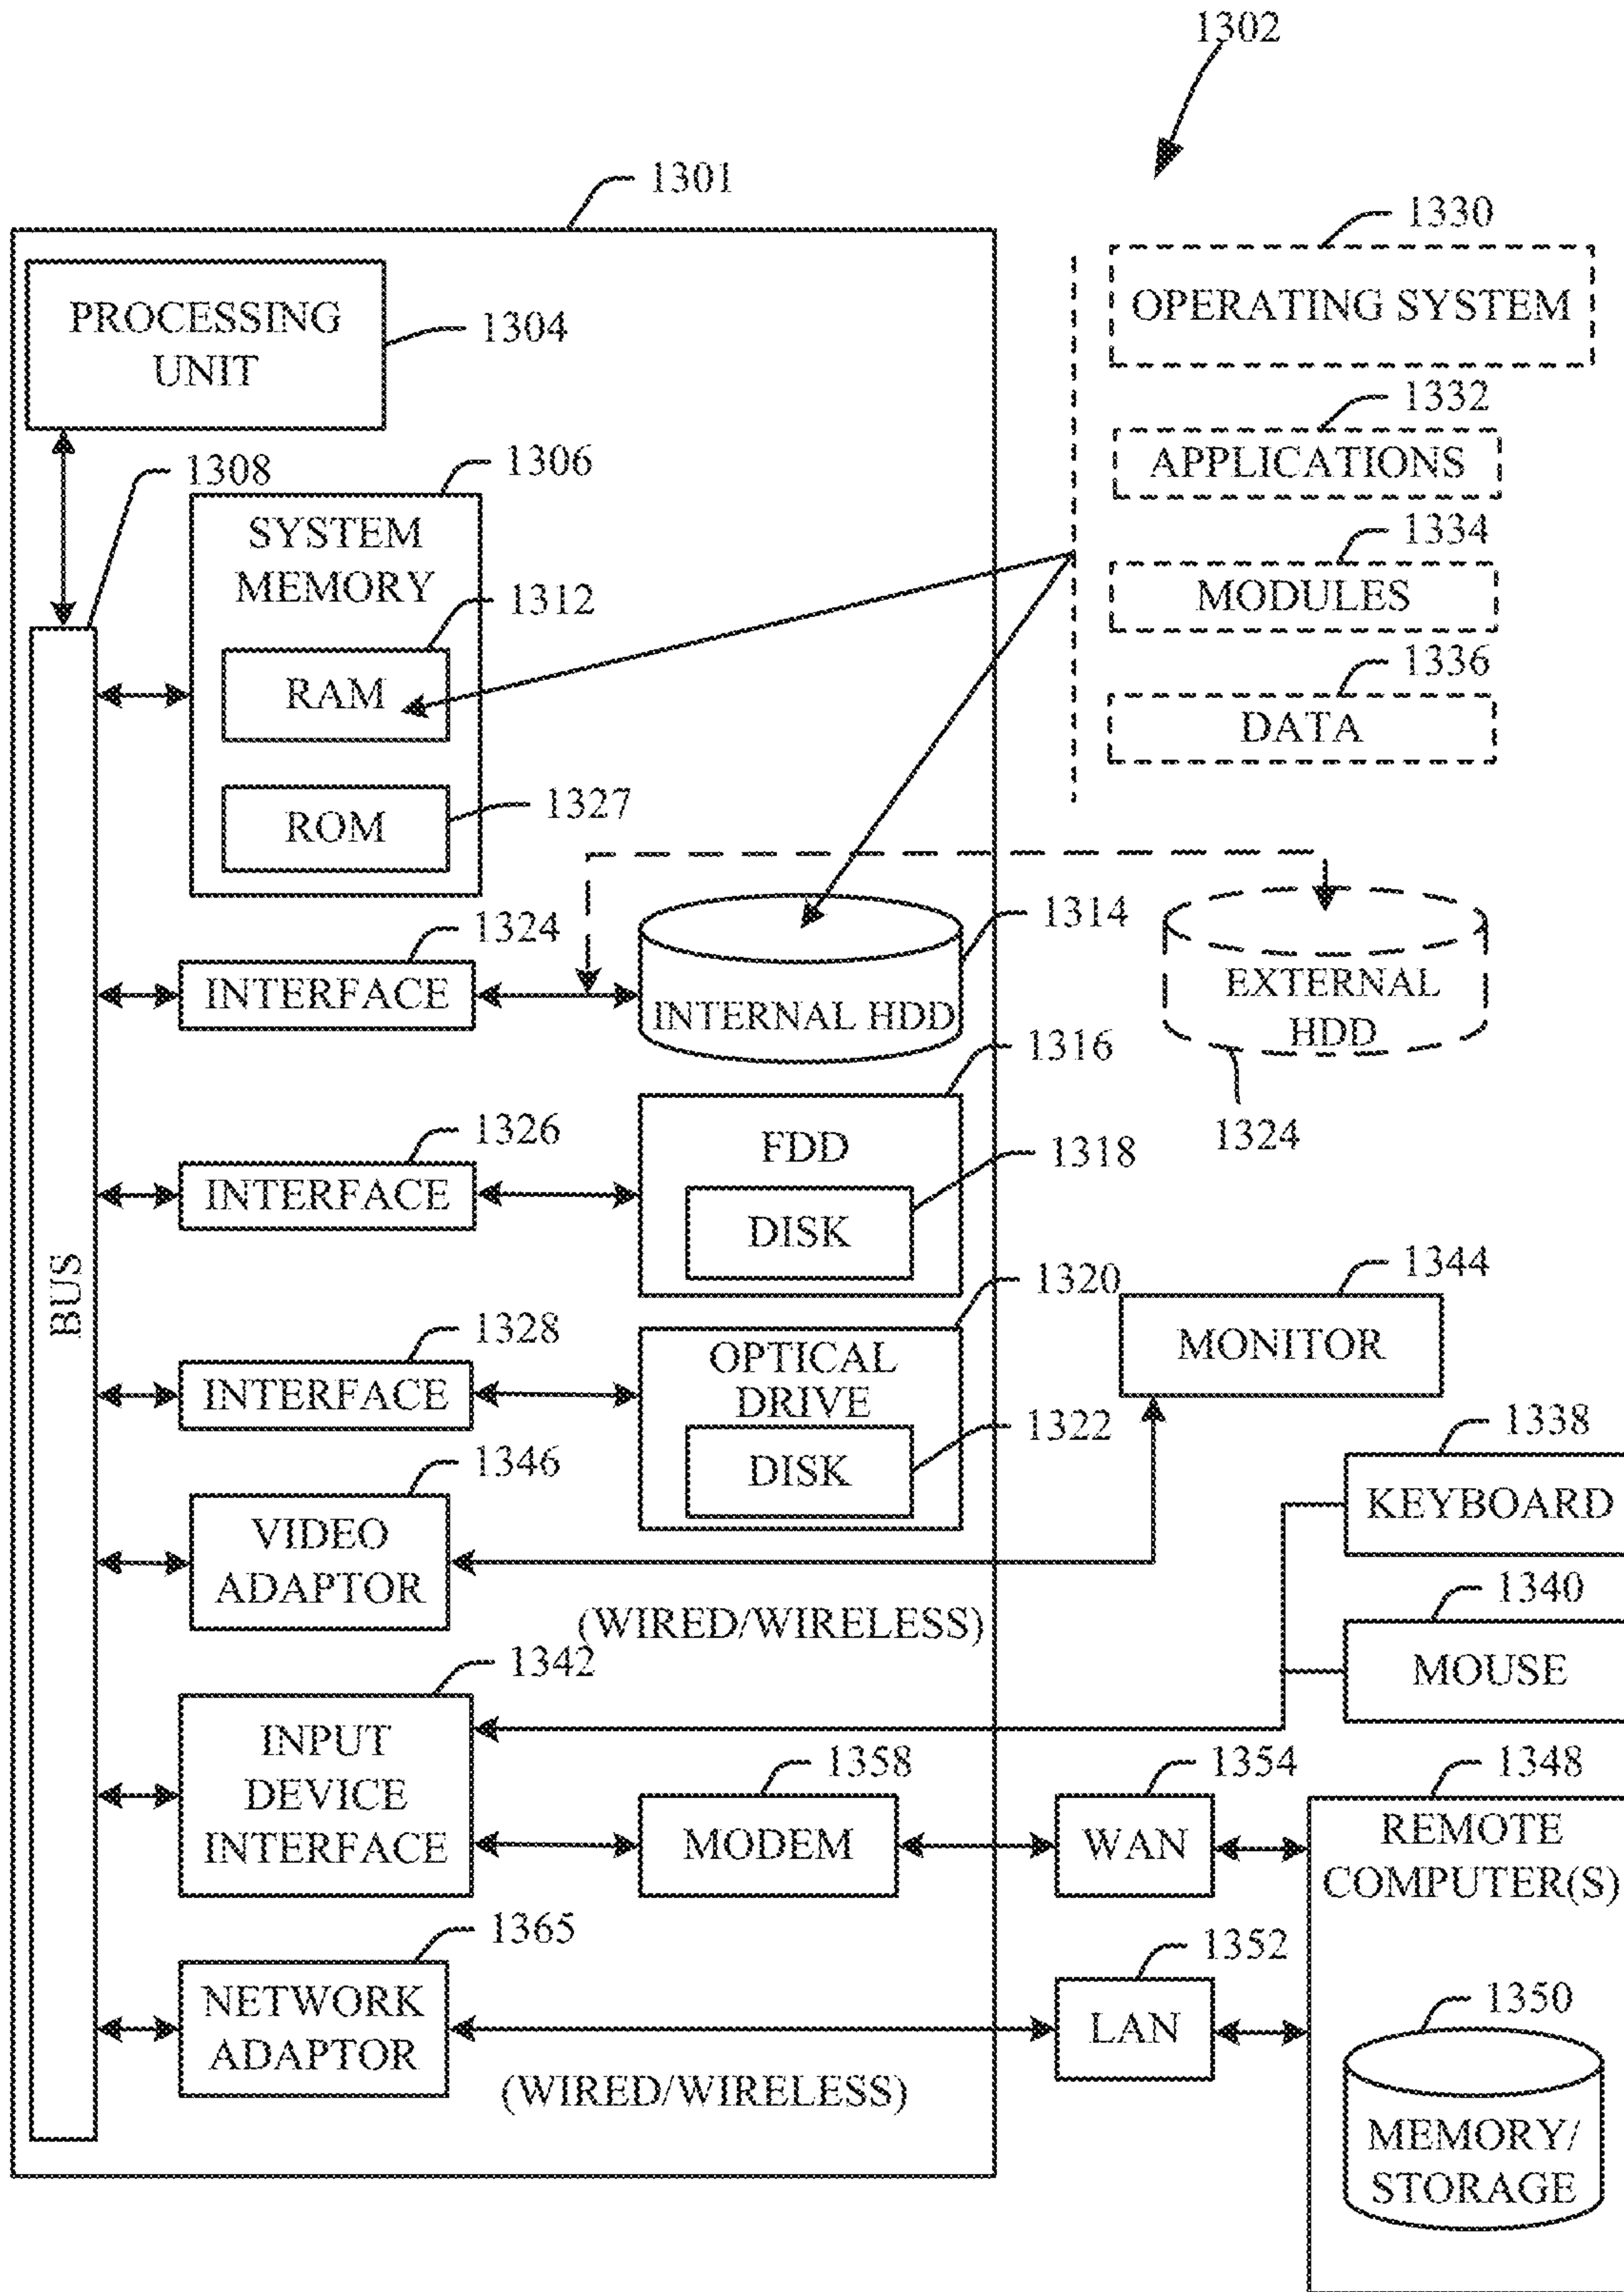 1302
1301
1330
OPERATING SYSTEM
PROCESSING
UNIT
1304
1332
APPLICATIONS
1308
1306
SYSTEM
MEMORY
1334
MODULES
1312
RAM
1336
DATA
ROM
1327
1324
INTERFACE
1314
INTERNAL HDD
EXTERNAL
HDD
1324
1316
FDD
1326
INTERFACE
1318
DISK
BUS
1320
OPTICAL
DRIVE
1344
MONITOR
1328
INTERFACE
1322
DISK
1338
KEYBOARD
1346
VIDEO
ADAPTOR
(WIRED/WIRELESS)
1340
MOUSE
1342
INPUT
DEVICE
INTERFACE
1358
MODEM
1354
WAN
1348
REMOTE
COMPUTER(S)
1365
NETWORK
ADAPTOR
(WIRED/WIRELESS)
1352
LAN
1350
MEMORY/
STORAGE